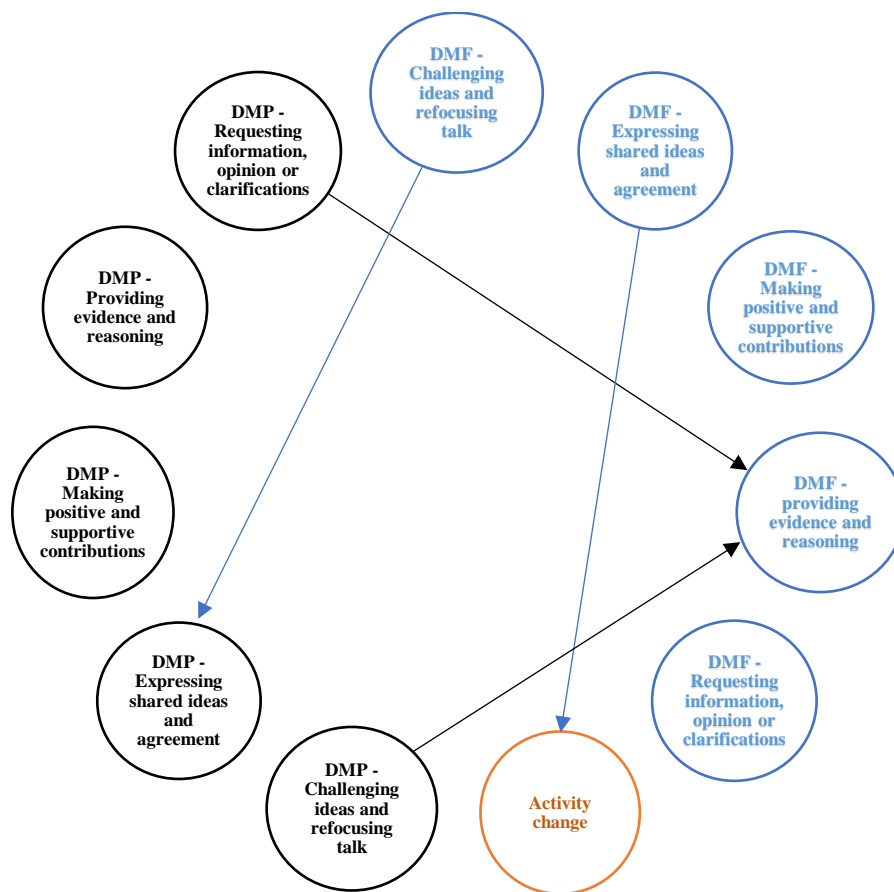 DMF -
Challenging
ideas and
refocusing
talk
DMP -
Requesting
information,
opinion or
clarifications
DMF -
Expressing
shared ideas
and
agreement
DMP -
Providing
evidence and
reasoning
DMF -
Making
positive and
supportive
contributions
DMP -
Making
positive and
supportive
contributions
DMF -
providing
evidence and
reasoning
DMP -
Expressing
shared ideas
and
agreement
DMF -
Requesting
information,
opinion or
clarifications
DMP -
Challenging
ideas and
refocusing
talk
Activity
change